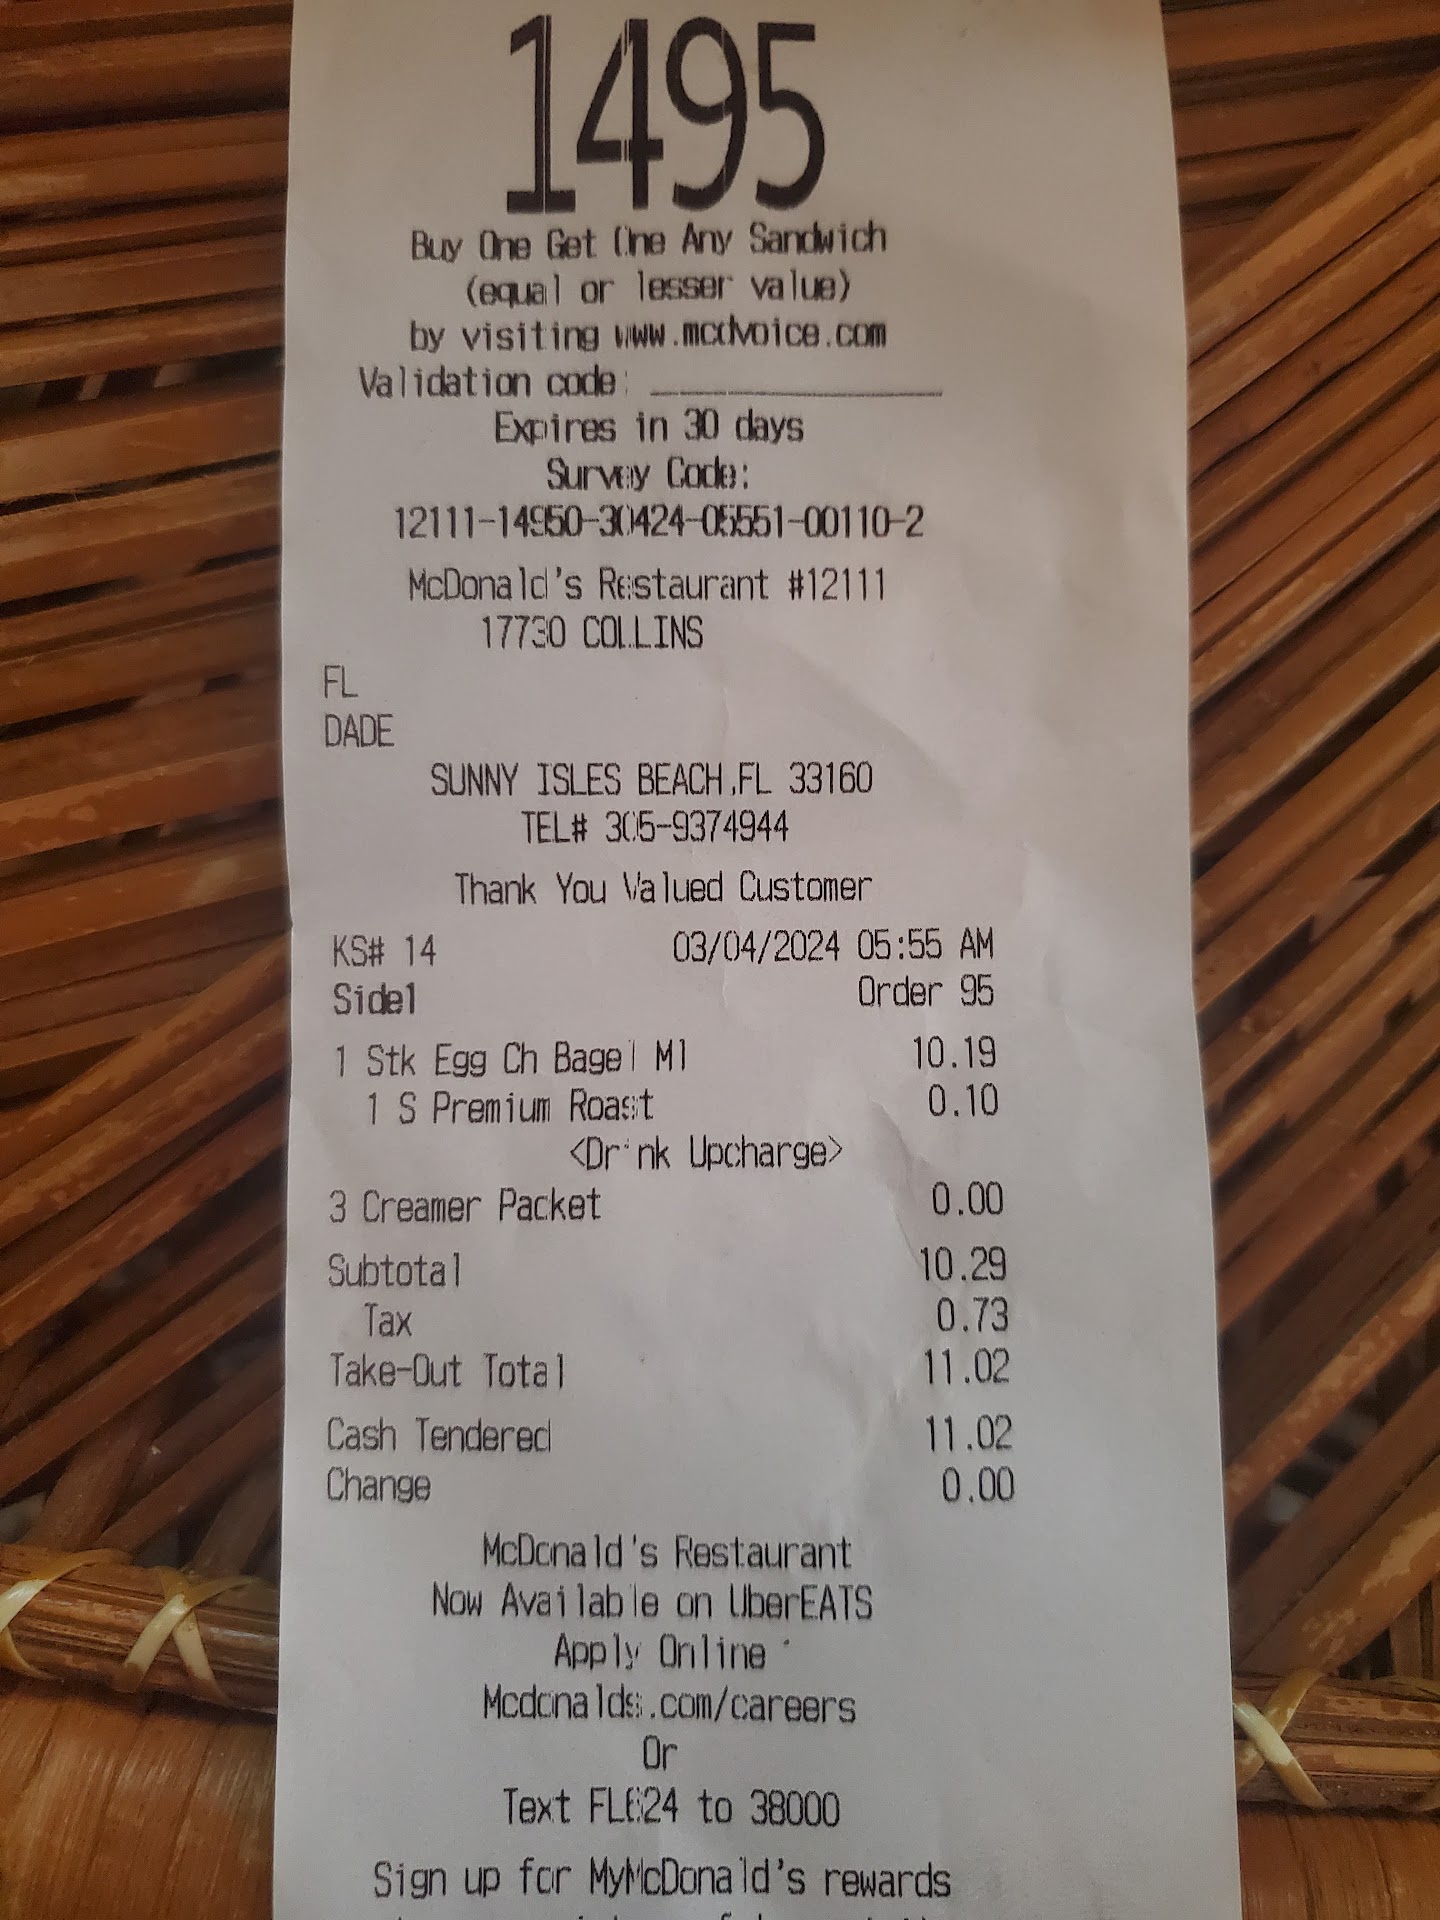 1495
Buy One Get One Any Sandwich
(equal or lesser value)
by visiting www.mcdvoice.com
Validation code: ________________
Expires in 30 days
Survey Code:
12111-14950-30424-05551-00110-2
McDonald's Restaurant #12111
17730 COLLINS
FL
DADE
SUNNY ISLES BEACH,FL 33160
TEL# 305-9374944
Thank You Valued Customer
KS# 14 03/04/2024 05:55 AM
Side1 Order 95
1 Stk Egg Ch Bagel Ml 10.19
1 S Premium Roast 0.10
<Drink Upcharge>
3 Creamer Packet 0.00
Subtotal 10.29
Tax 0.73
Take-Out Total 11.02
Cash Tendered 11.02
Change 0.00
McDonald's Restaurant
Now Available on UberEATS
Apply Online
Mcdonalds.com/careers
Or
Text FL624 to 38000
Sign up for MyMcDonald's rewards